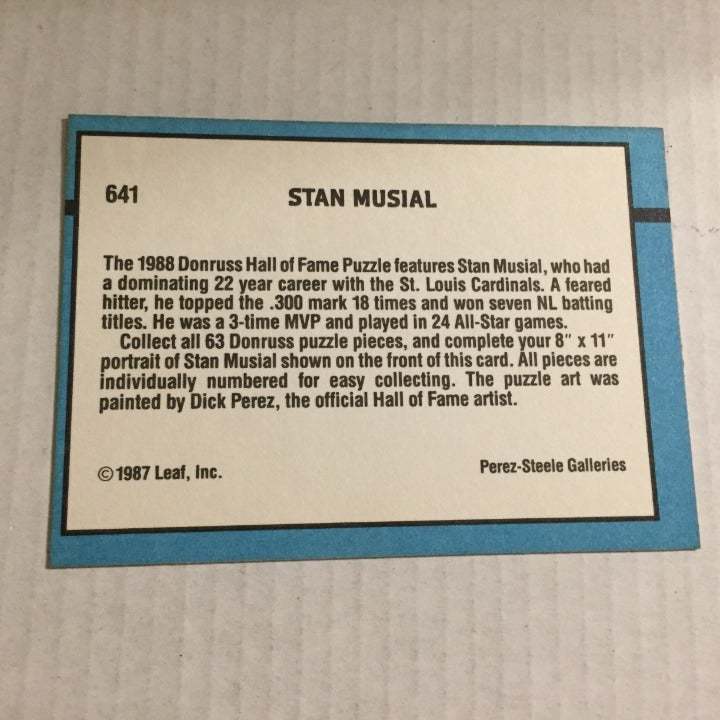 641
STAN MUSIAL
The 1988 Donruss Hall of Fame Puzzle features Stan Musial, who had
a dominating 22 year career with the St. Louis Cardinals. A feared
hitter, he topped the .300 mark 18 times and won seven NL batting
titles. He was a 3-time MVP and played in 24 All-Star games.
Collect all 63 Donruss puzzle pieces, and complete your 8" x 11"
portrait of Stan Musial shown on the front of this card. All pieces are
individually numbered for easy collecting. The puzzle art was
painted by Dick Perez, the official Hall of Fame artist.
©1987 Leaf, Inc.
Perez-Steele Galleries